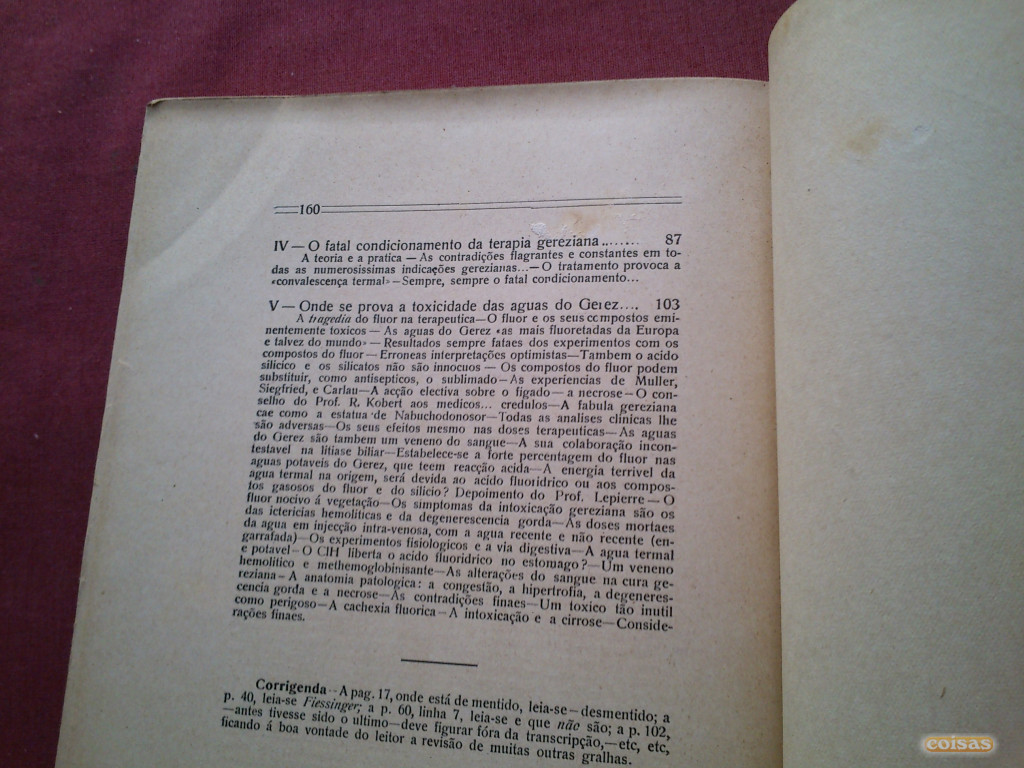 160
IV — O fatal condicionamento da terapia gereziana ......... 87
A teoria e a pratica — As contradições flagrantes e constantes em to-
das as numerosissimas indicações gerezianas... — O tratamento provoca a
«convalescença termal» — Sempre, sempre o fatal condicionamento...
V — Onde se prova a toxicidade das aguas do Gerez.... 103
A tragedia do fluor na terapeutica — O fluor e os seus compostos emi-
nentemente toxicos — As aguas do Gerez «as mais fluoretadas da Europa
e talvez do mundo» — Resultados sempre fataes dos experimentos com os
compostos do fluor — Erroneas interpretações optimistas — Tambem o acido
silicico e os silicatos não são innocuos — Os compostos do fluor podem
substituir, como antisepticos, o sublimado — As experiencias de Muller,
Siegfried, e Carlau — A acção electiva sobre o figado — a necrose — O con-
selho do Prof. R. Kobert aos medicos... credulos — A fabula gereziana
cae como a estatua de Nabuchodonosor — Todas as analises clinicas lhe
são adversas — Os seus efeitos mesmo nas doses terapeuticas — As aguas
do Gerez são tambem um veneno do sangue — A sua colaboração incon-
testavel na litiase biliar — Estabelece-se a forte percentagem do fluor nas
aguas potaveis do Gerez, que teem reacção acida — A energia terrivel da
agua termal na origem, será devida ao acido fluoridrico ou aos compos-
tos gasosos do fluor e do silicio? Depoimento do Prof. Lepierre — O
fluor nocivo á vegetação — Os simptomas da intoxicação gereziana são os
das ictericias hemoliticas e da degenerescencia gorda — As doses mortaes
da agua em injecção intra-venosa, com a agua recente e não recente (en-
garrafada) — Os experimentos fisiologicos e a via digestiva — A agua termal
e potavel — O ClH liberta o acido fluoridrico no estomago? — Um veneno
hemolitico e methemoglobinisante — As alterações do sangue na cura ge-
reziana — A anatomia patologica: a congestão, a hipertrofia, a degeneres-
cencia gorda e a necrose — As contradições finaes — Um toxico tão inutil
como perigoso — A cachexia fluorica — A intoxicação e a cirrose — Conside-
rações finaes.
Corrigenda — A pag. 17, onde está de mentido, leia-se — desmentido; a
p. 40, leia-se Fiessinger; a p. 60, linha 7, leia-se e que não são; a p. 102,
— antes tivesse sido o ultimo — deve figurar fóra da transcripção, — etc, etc,
ficando á boa vontade do leitor a revisão de muitas outras gralhas.
coisas